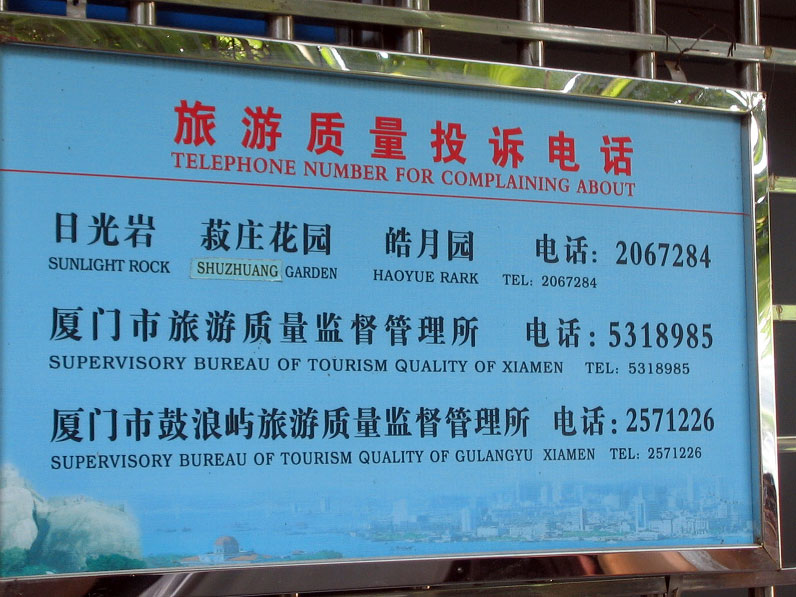 旅游质量投诉电话
TELEPHONE NUMBER FOR COMPLAINING ABOUT
日光岩 菽庄花园 皓月园 电话: 2067284
SUNLIGHT ROCK SHUZHUANG GARDEN HAOYUE RARK TEL: 2067284
厦门市旅游质量监督管理所 电话: 5318985
SUPERVISORY BUREAU OF TOURISM QUALITY OF XIAMEN TEL: 5318985
厦门市鼓浪屿旅游质量监督管理所 电话: 2571226
SUPERVISORY BUREAU OF TOURISM QUALITY OF GULANGYU XIAMEN TEL: 2571226